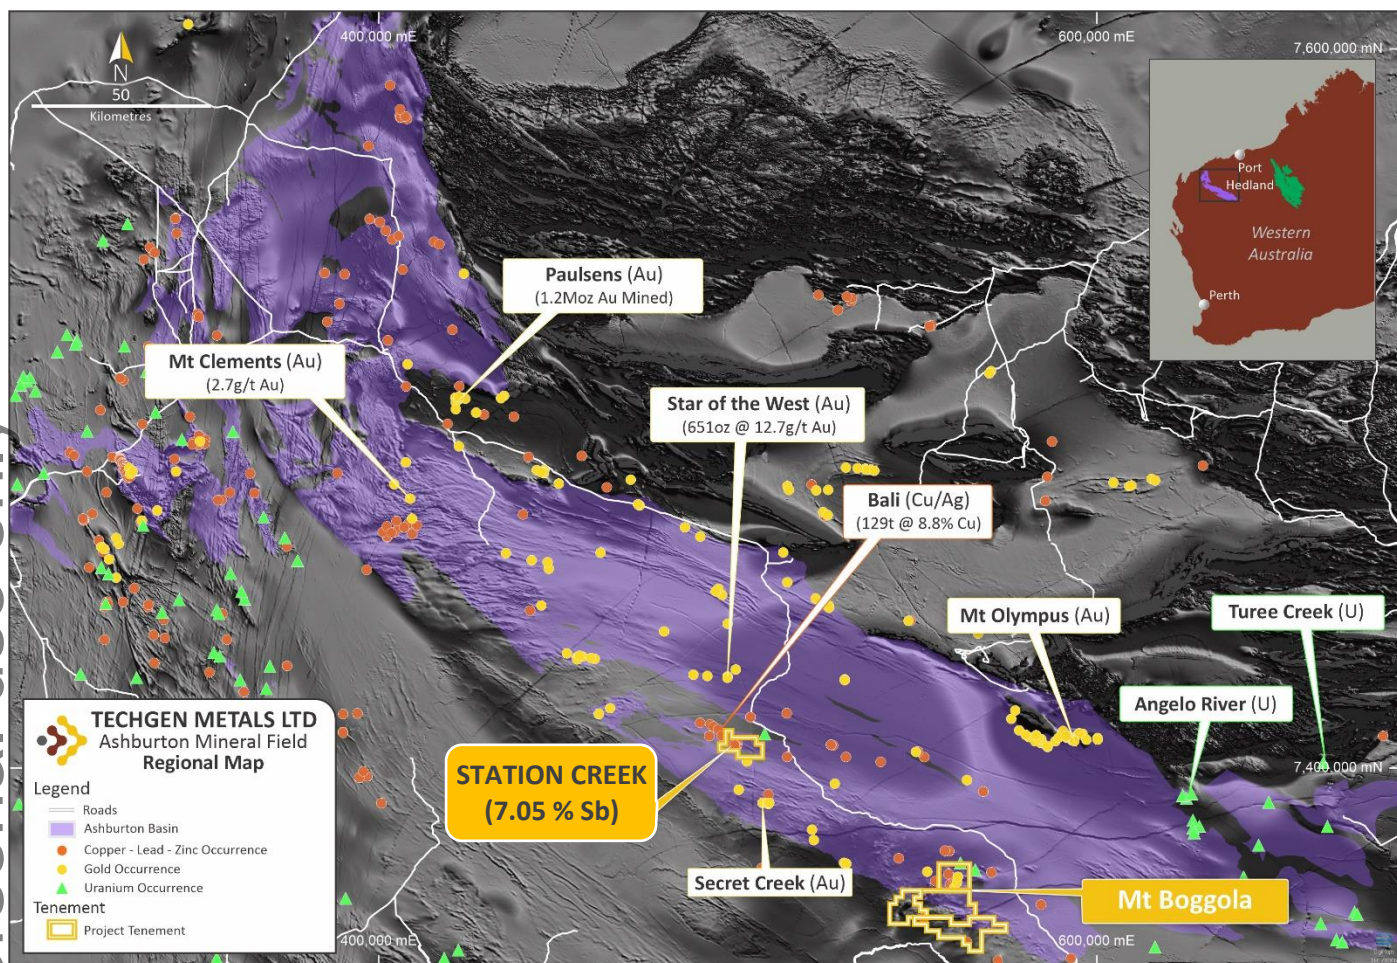 400,000 mE
600,000 mE
7,600,000 mN
N
50
Kilometres
Port
Hedland
Western
Australia
Perth
Paulsens (Au)
(1.2Moz Au Mined)
Mt Clements (Au)
(2.7g/t Au)
Star of the West (Au)
(651oz @ 12.7g/t Au)
Bali (Cu/Ag)
(129t @ 8.8% Cu)
Mt Olympus (Au)
Turee Creek (U)
Angelo River (U)
7,400,000 mN
STATION CREEK
(7.05 % Sb)
Secret Creek (Au)
Mt Boggola
400,000 mE
600,000 mE
TECHGEN METALS LTD
Ashburton Mineral Field
Regional Map
Legend
Roads
Ashburton Basin
Copper - Lead - Zinc Occurrence
Gold Occurrence
Uranium Occurrence
Tenement
Project Tenement